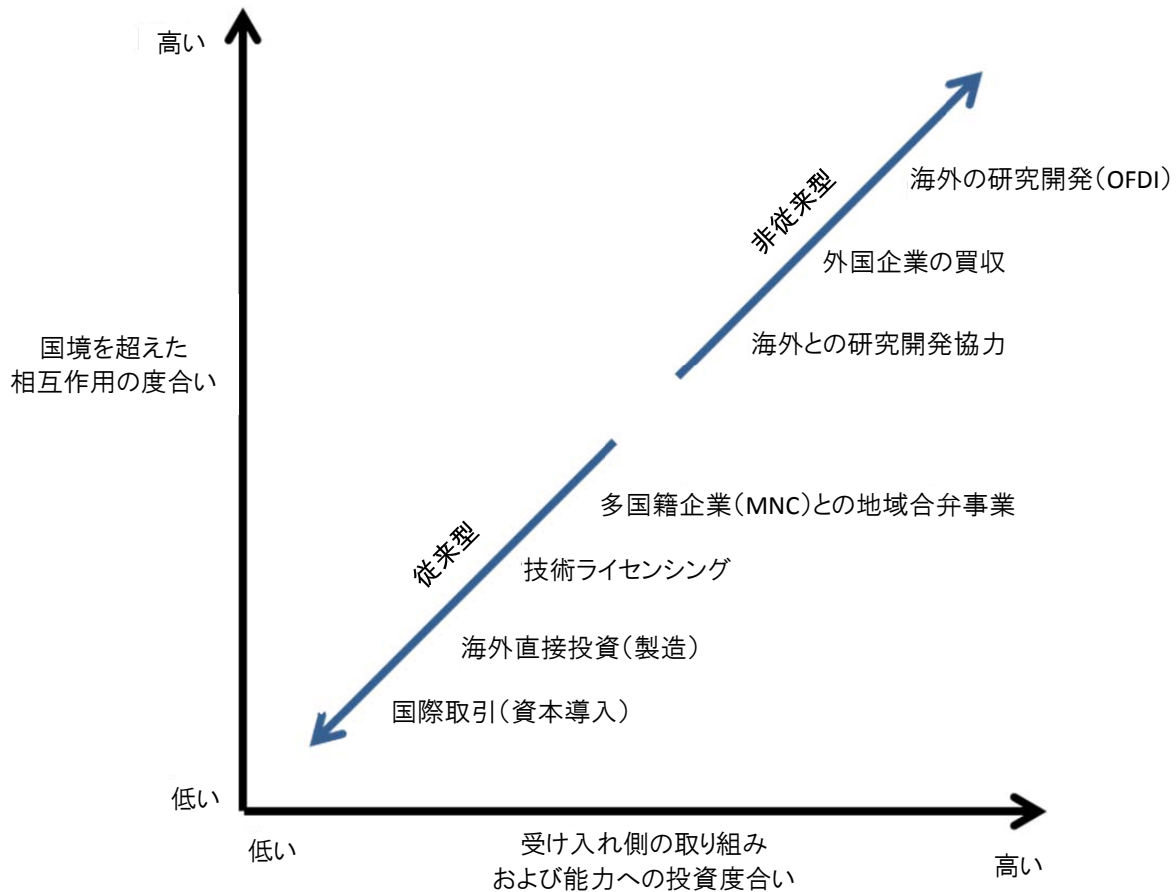 高い
海外の研究開発（OFDI）
非従来型
外国企業の買収
海外との研究開発協力
国境を超えた
相互作用の度合い
多国籍企業（MNC）との地域合弁事業
従来型
技術ライセンシング
海外直接投資（製造）
国際取引（資本導入）
低い
低い
受け入れ側の取り組み
および能力への投資度合い
高い